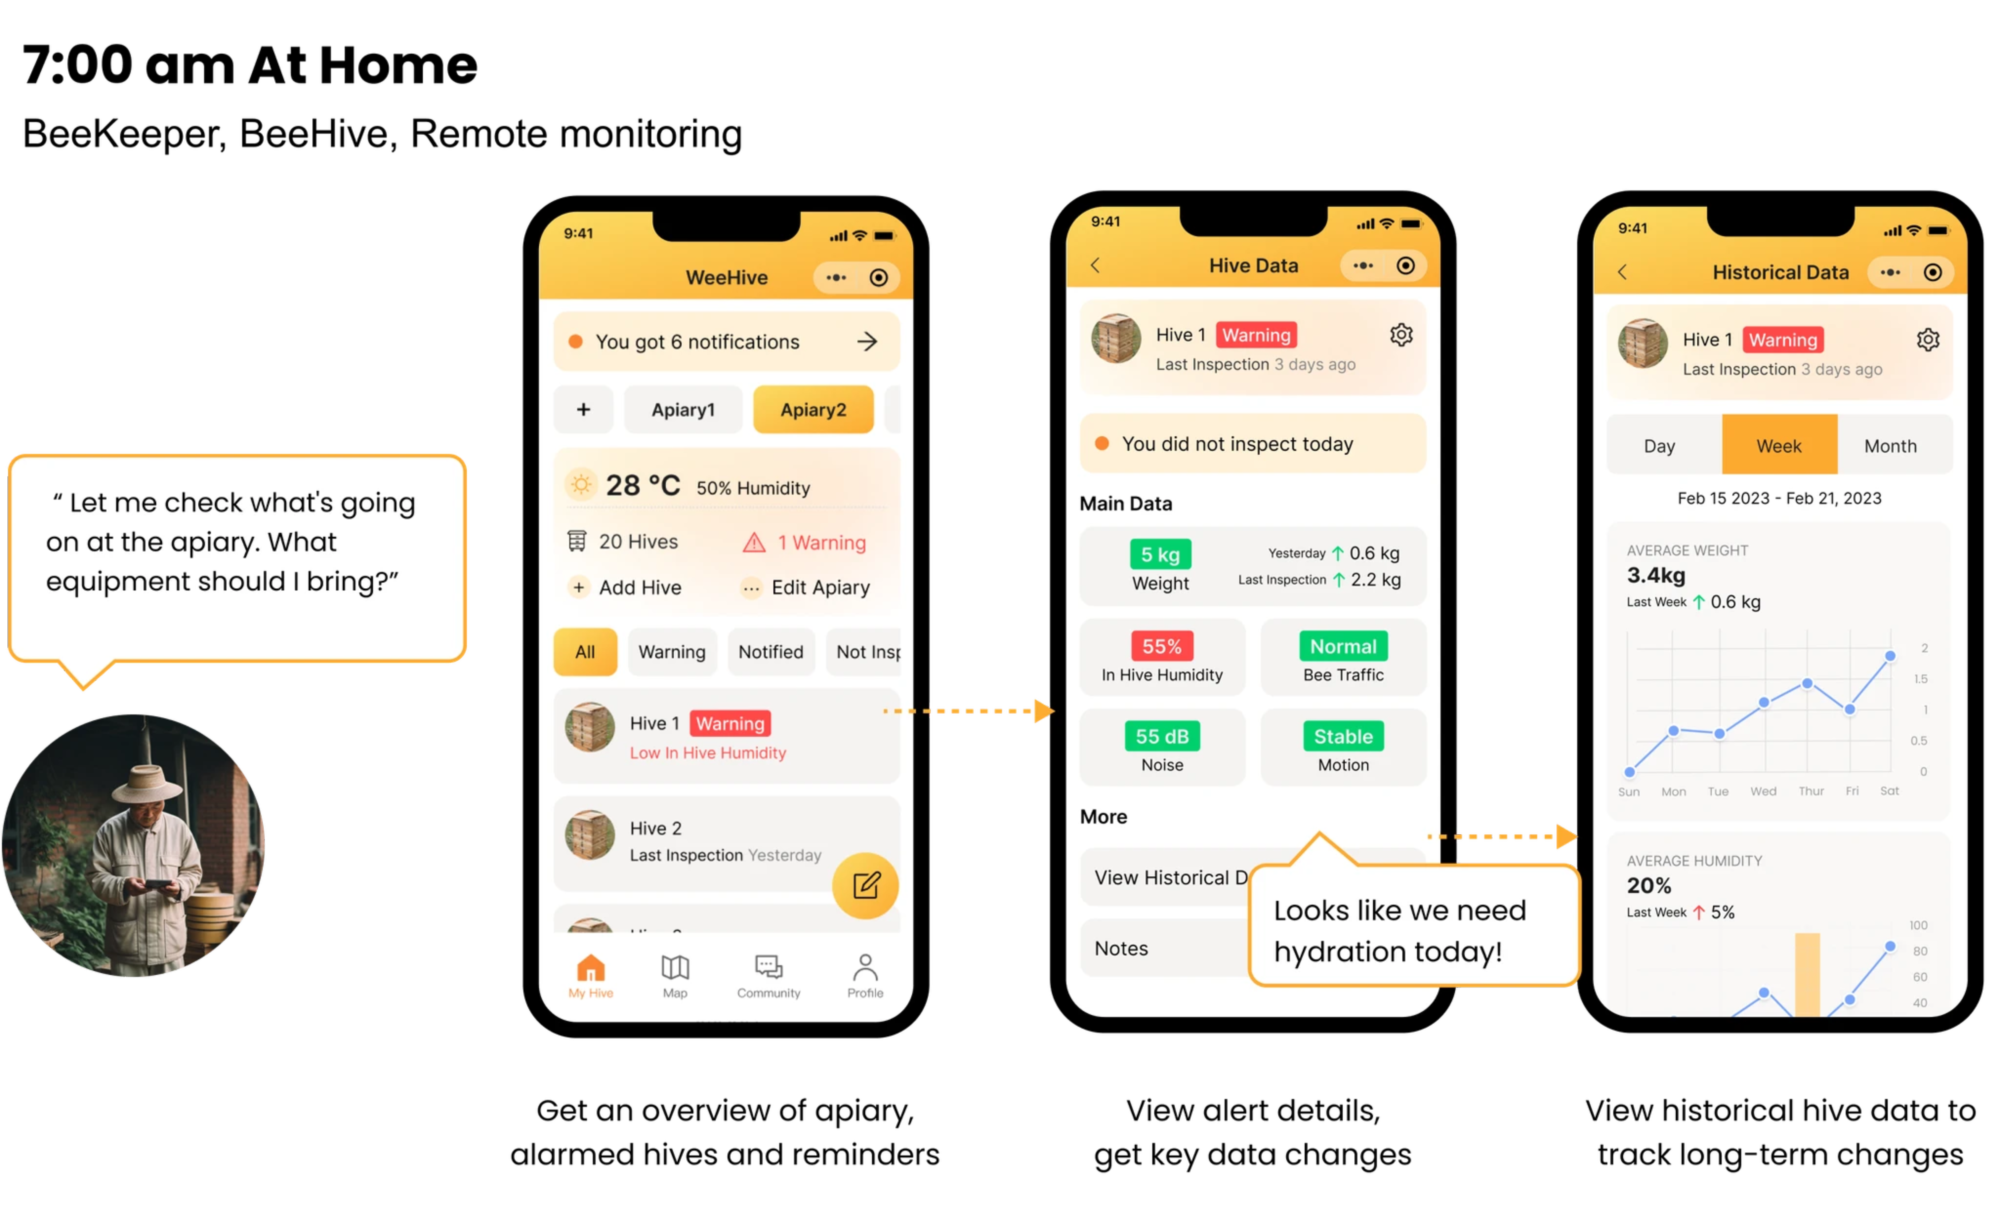 7:00 am At Home
BeeKeeper, BeeHive, Remote monitoring
“ Let me check what's going
on at the apiary. What
equipment should I bring?”
9:41
WeeHive
You got 6 notifications
+
Apiary1
Apiary2
28 °C
50% Humidity
20 Hives
1 Warning
+ Add Hive
··· Edit Apiary
All
Warning
Notified
Not Insp
Hive 1
Warning
Low In Hive Humidity
Hive 2
Last Inspection Yesterday
My Hive
Map
Community
Profile
Get an overview of apiary,
alarmed hives and reminders
9:41
Hive Data
Hive 1
Warning
Last Inspection 3 days ago
You did not inspect today
Main Data
5 kg
Weight
Yesterday ↑ 0.6 kg
Last Inspection ↑ 2.2 kg
55%
In Hive Humidity
Normal
Bee Traffic
55 dB
Noise
Stable
Motion
More
View Historical D
Notes
Looks like we need
hydration today!
View alert details,
get key data changes
9:41
Historical Data
Hive 1
Warning
Last Inspection 3 days ago
Day
Week
Month
Feb 15 2023 - Feb 21, 2023
AVERAGE WEIGHT
3.4kg
Last Week ↑ 0.6 kg
2
1.5
1
0.5
0
Sun Mon Tue Wed Thur Fri Sat
AVERAGE HUMIDITY
20%
Last Week ↑ 5%
100
80
60
40
View historical hive data to
track long-term changes